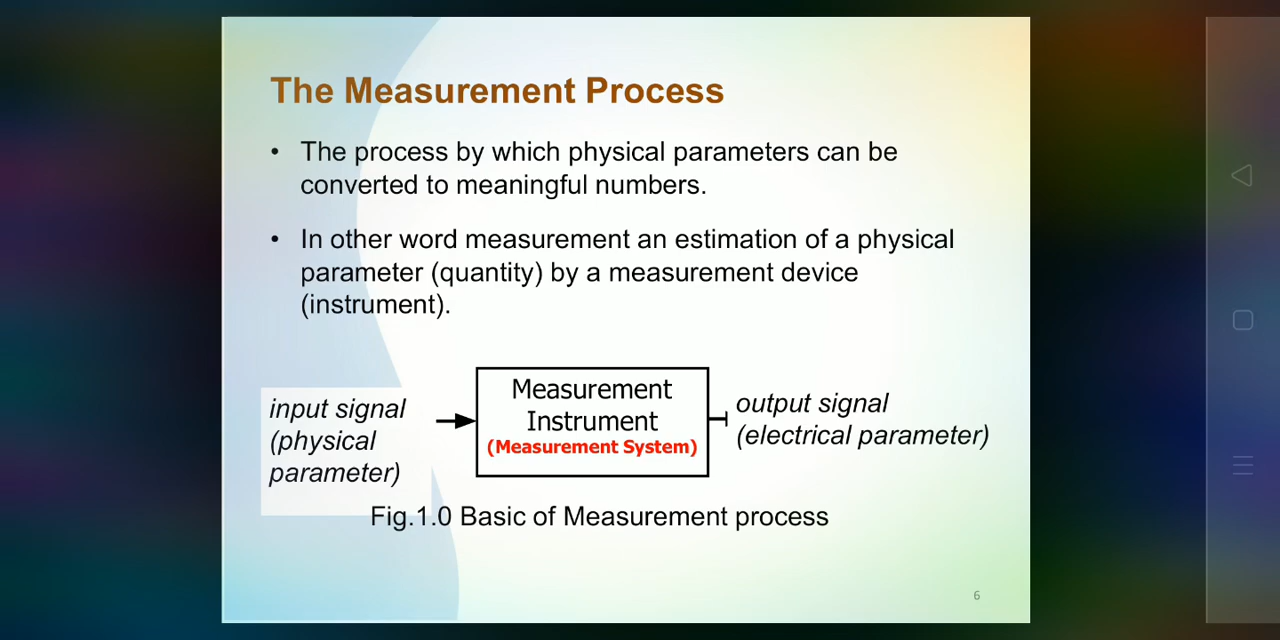 The Measurement Process
• The process by which physical parameters can be
converted to meaningful numbers.
• In other word measurement an estimation of a physical
parameter (quantity) by a measurement device
(instrument).
input signal
(physical
parameter)
Measurement
Instrument
(Measurement System)
output signal
(electrical parameter)
Fig.1.0 Basic of Measurement process
6